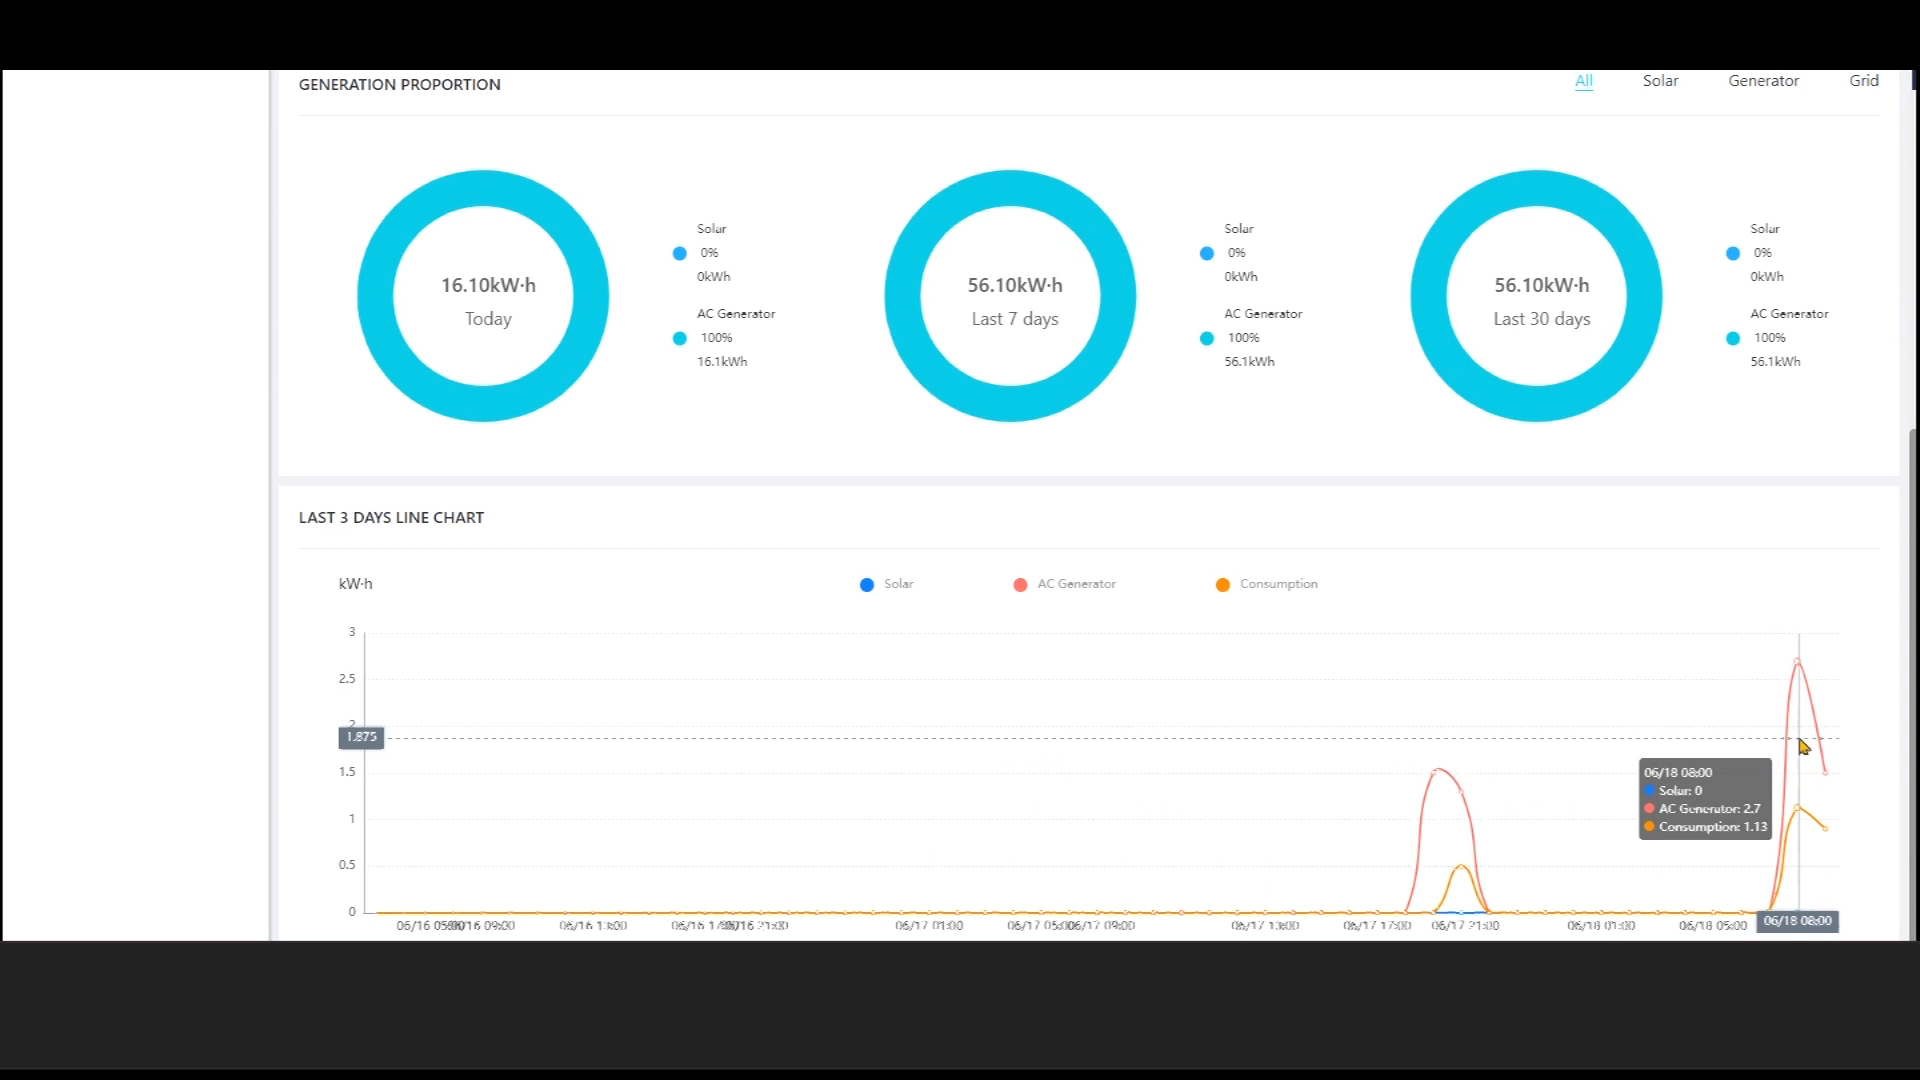 GENERATION PROPORTION
All Solar Generator Grid
16.10kW·h
Today
Solar
0%
0kWh
AC Generator
100%
16.1kWh
56.10kW·h
Last 7 days
Solar
0%
0kWh
AC Generator
100%
56.1kWh
56.10kW·h
Last 30 days
Solar
0%
0kWh
AC Generator
100%
56.1kWh
LAST 3 DAYS LINE CHART
kW·h
Solar AC Generator Consumption
3
2.5
2
1.875
1.5
1
0.5
0
06/18 08:00
Solar: 0
AC Generator: 2.7
Consumption: 1.13
06/16 09:00 06/16 13:00 06/16 21:00 06/17 01:00 06/17 09:00 06/17 13:00 06/17 17:00 06/17 21:00 06/18 01:00 06/18 05:00 06/18 08:00